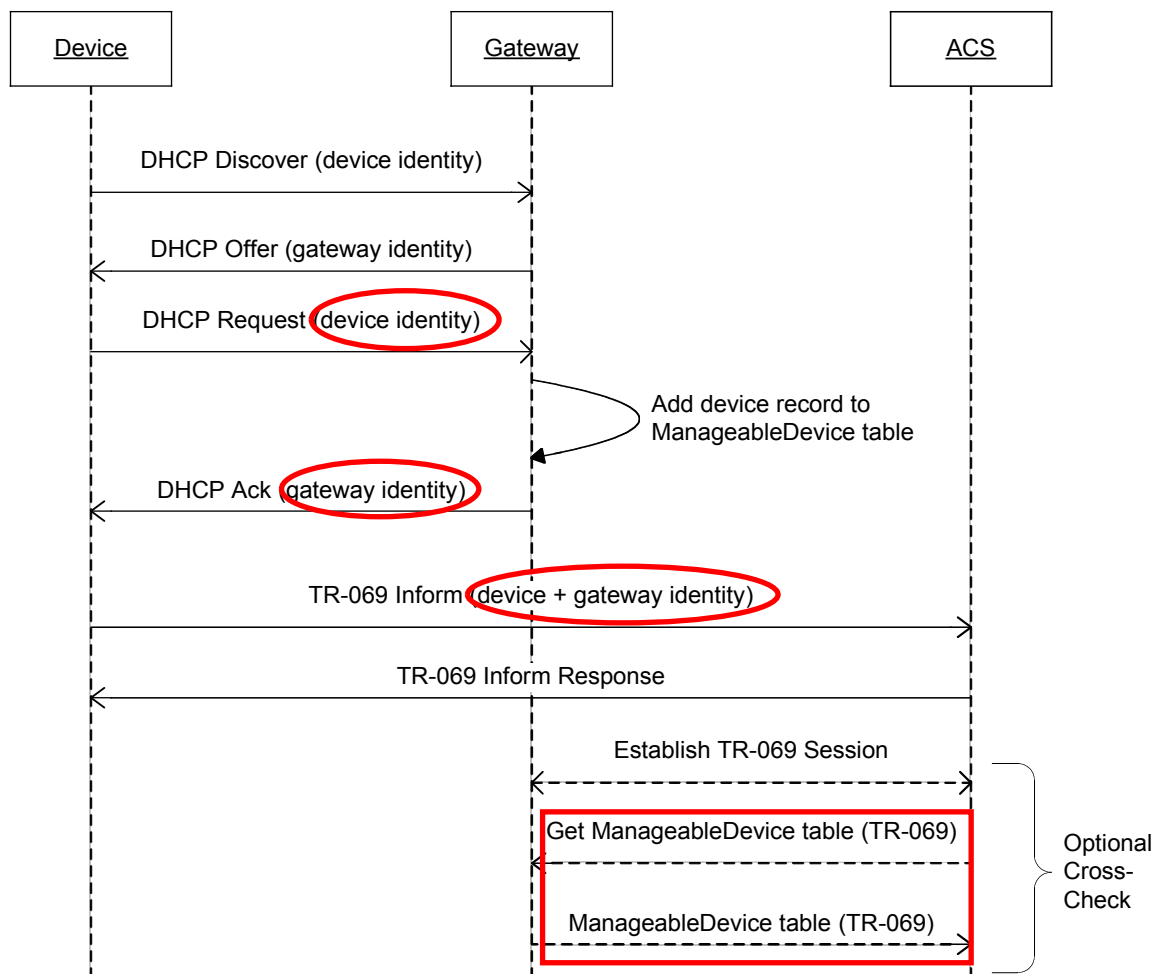 Device
Gateway
ACS
DHCP Discover (device identity)
DHCP Offer (gateway identity)
DHCP Request (device identity)
Add device record to
ManageableDevice table
DHCP Ack (gateway identity)
TR-069 Inform (device + gateway identity)
TR-069 Inform Response
Establish TR-069 Session
Get ManageableDevice table (TR-069)
Optional
Cross-
Check
ManageableDevice table (TR-069)